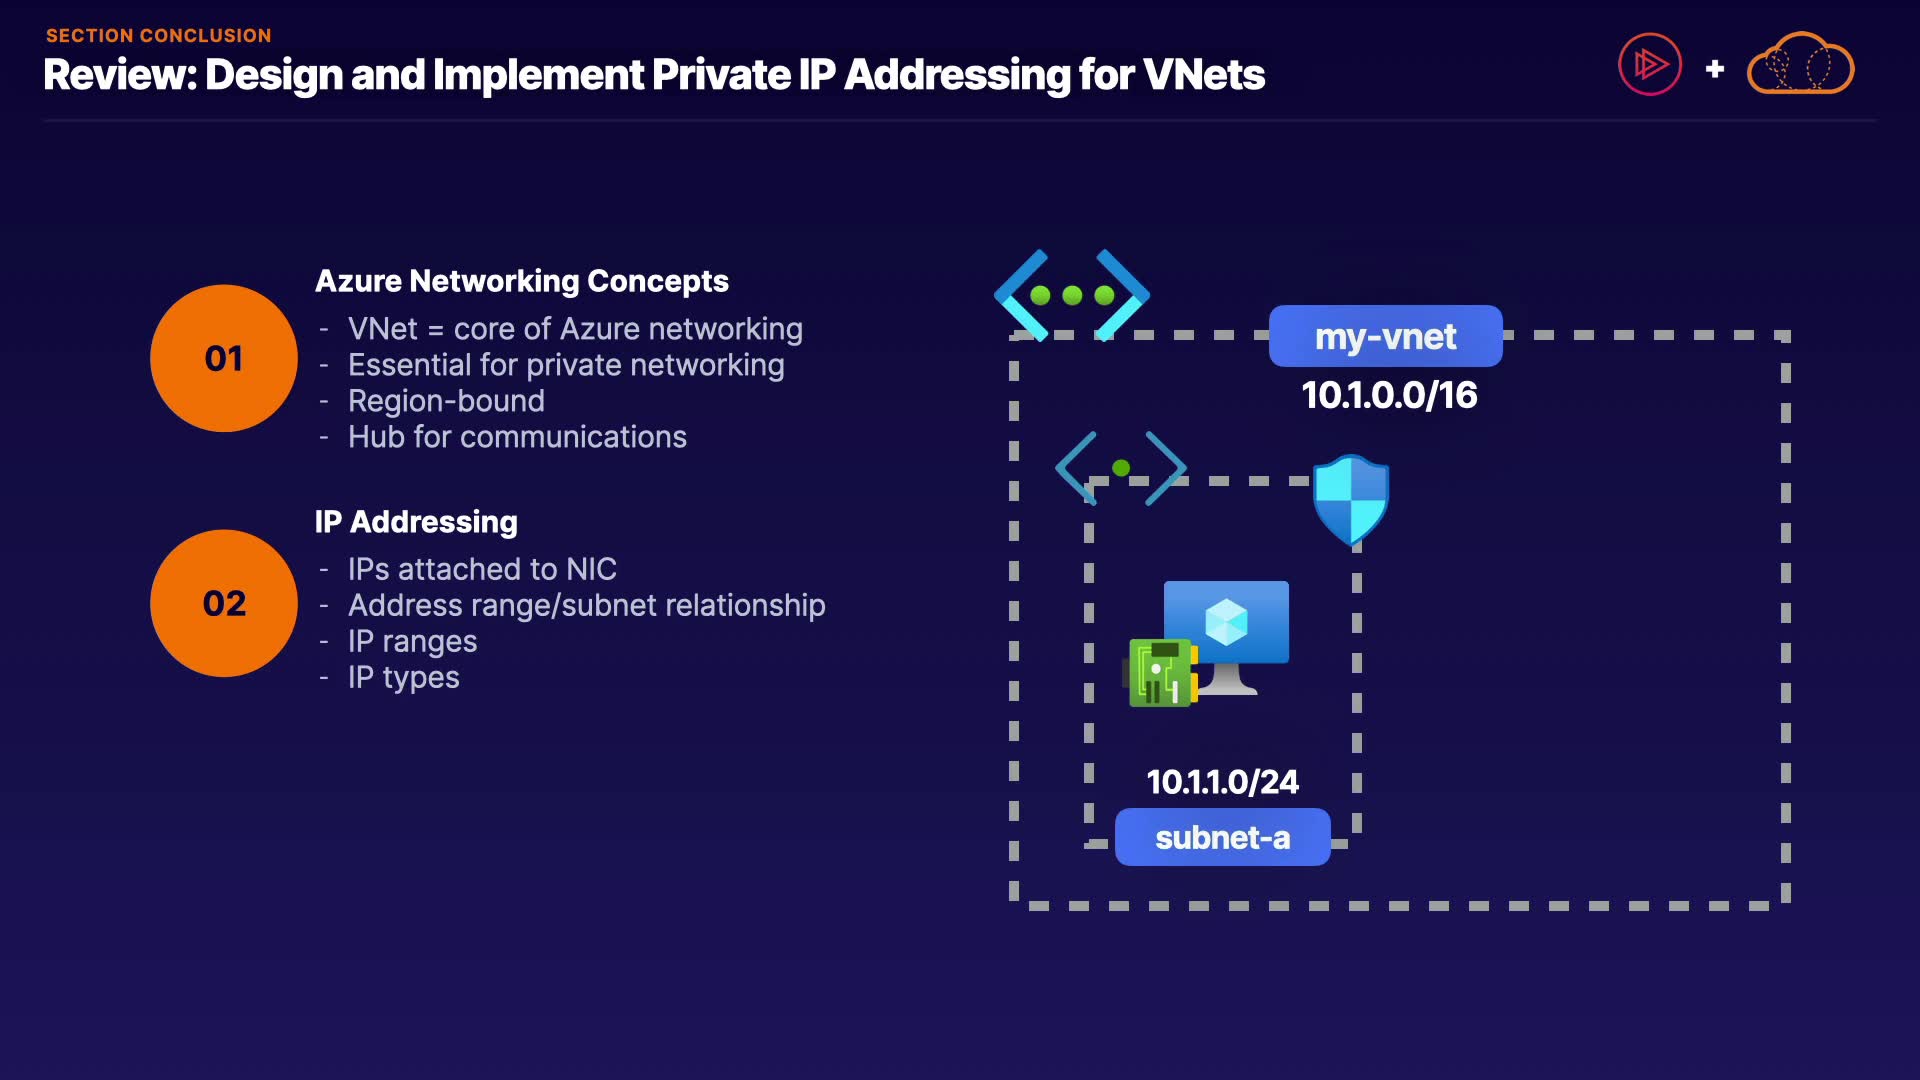 SECTION CONCLUSION
Review: Design and Implement Private IP Addressing for VNets
+
01
Azure Networking Concepts
- VNet = core of Azure networking
- Essential for private networking
- Region-bound
- Hub for communications
02
IP Addressing
- IPs attached to NIC
- Address range/subnet relationship
- IP ranges
- IP types
my-vnet
10.1.0.0/16
10.1.1.0/24
subnet-a